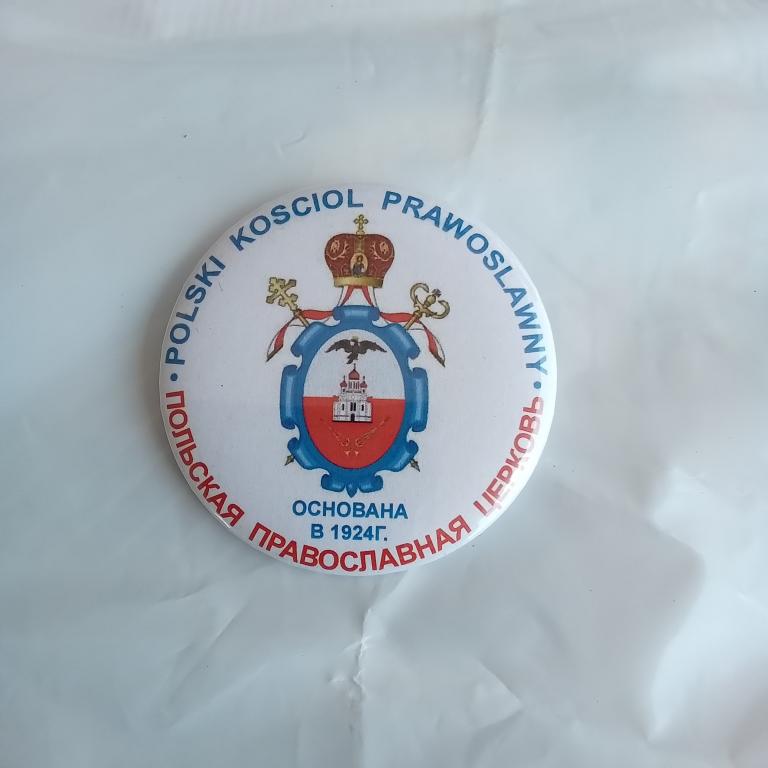 • POLSKI KOSCIOL PRAWOSLAWNY •
ПОЛЬСКАЯ ПРАВОСЛАВНАЯ ЦЕРКОВЬ
ОСНОВАНА
В 1924Г.